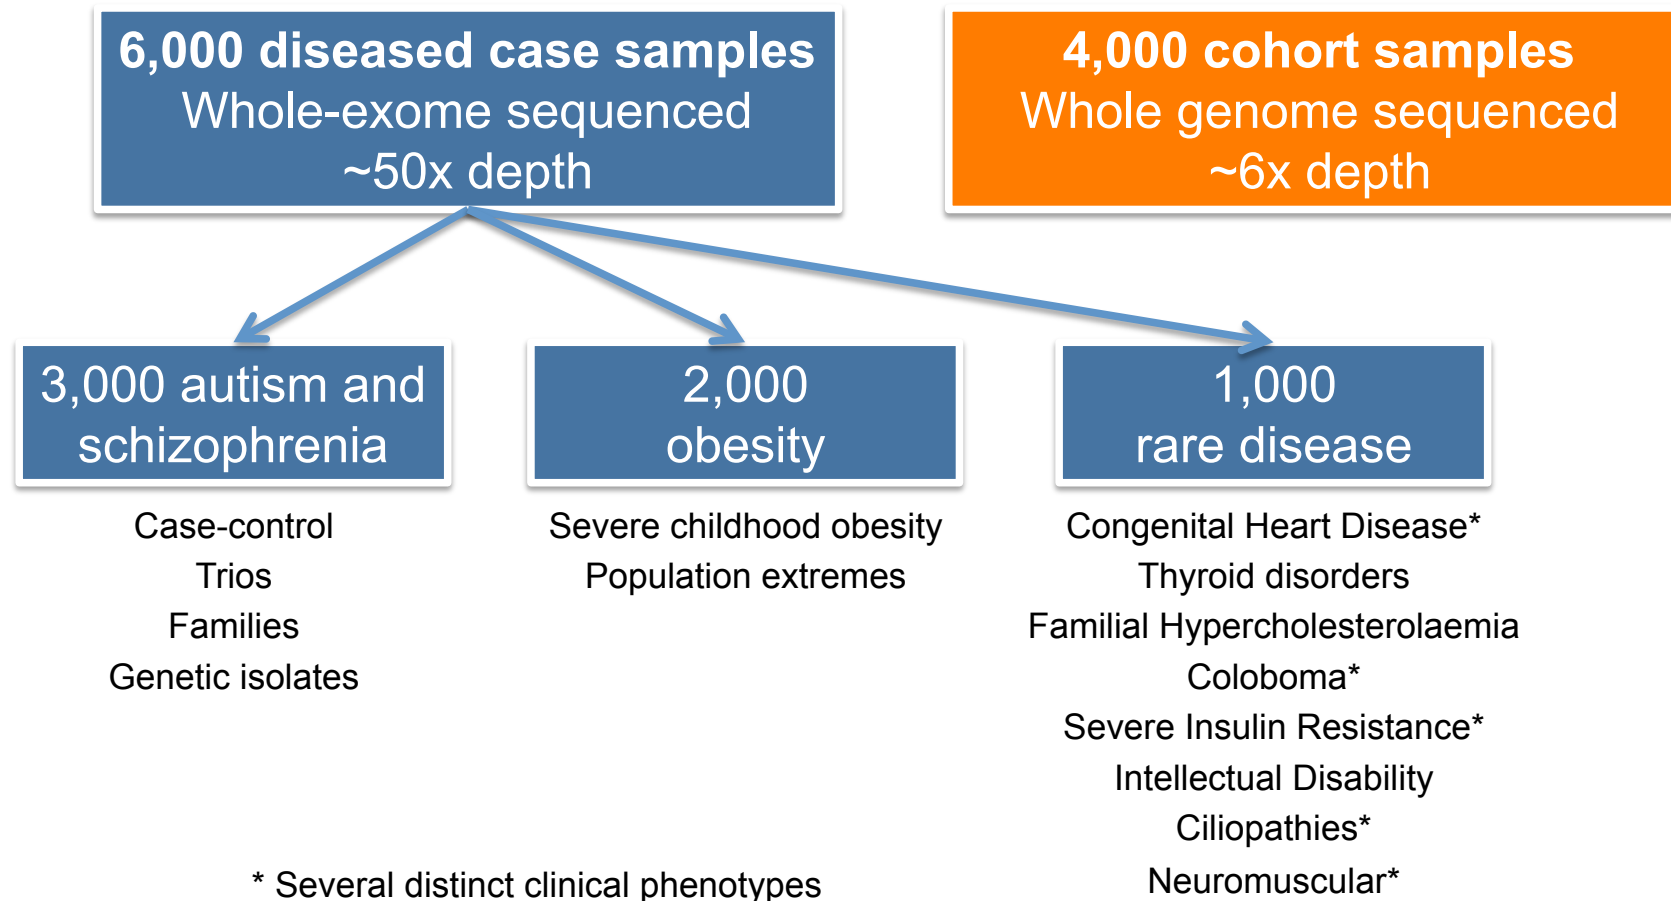 6,000 diseased case samples
Whole-exome sequenced
~50x depth
4,000 cohort samples
Whole genome sequenced
~6x depth
3,000 autism and
schizophrenia
Case-control
Trios
Families
Genetic isolates
2,000
obesity
Severe childhood obesity
Population extremes
1,000
rare disease
Congenital Heart Disease*
Thyroid disorders
Familial Hypercholesterolaemia
Coloboma*
Severe Insulin Resistance*
Intellectual Disability
Ciliopathies*
Neuromuscular*
* Several distinct clinical phenotypes